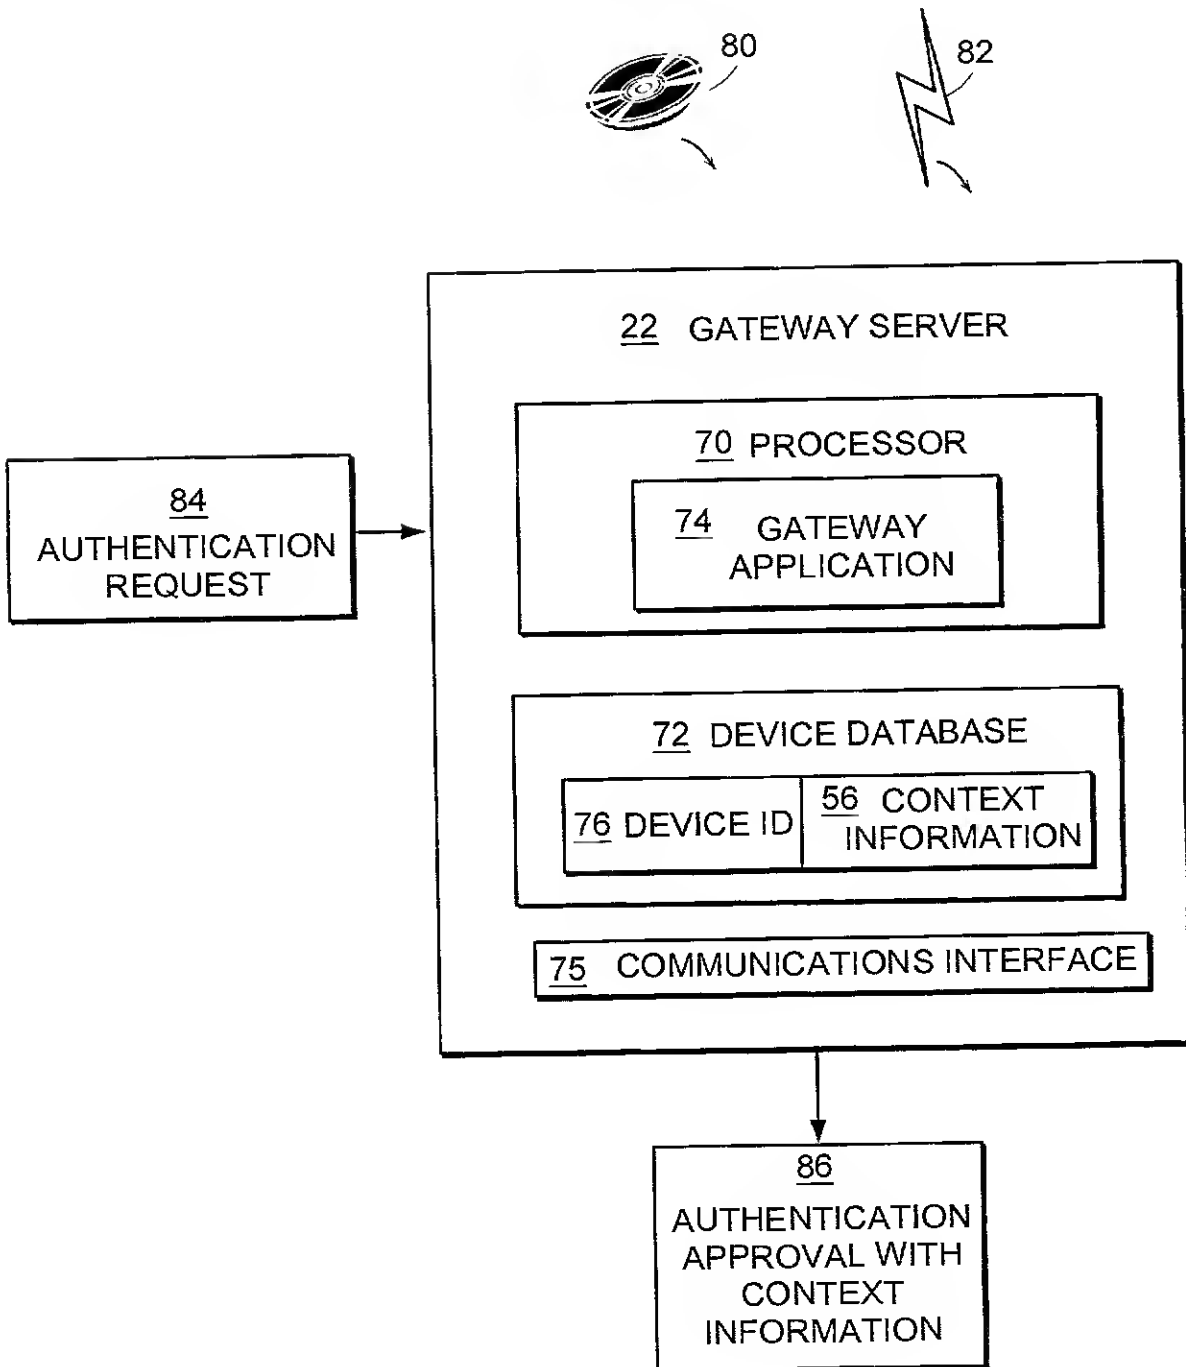 80
82
22 GATEWAY SERVER
70 PROCESSOR
84
AUTHENTICATION
REQUEST
74 GATEWAY
APPLICATION
72 DEVICE DATABASE
76 DEVICE ID
56 CONTEXT
INFORMATION
75 COMMUNICATIONS INTERFACE
86
AUTHENTICATION
APPROVAL WITH
CONTEXT
INFORMATION